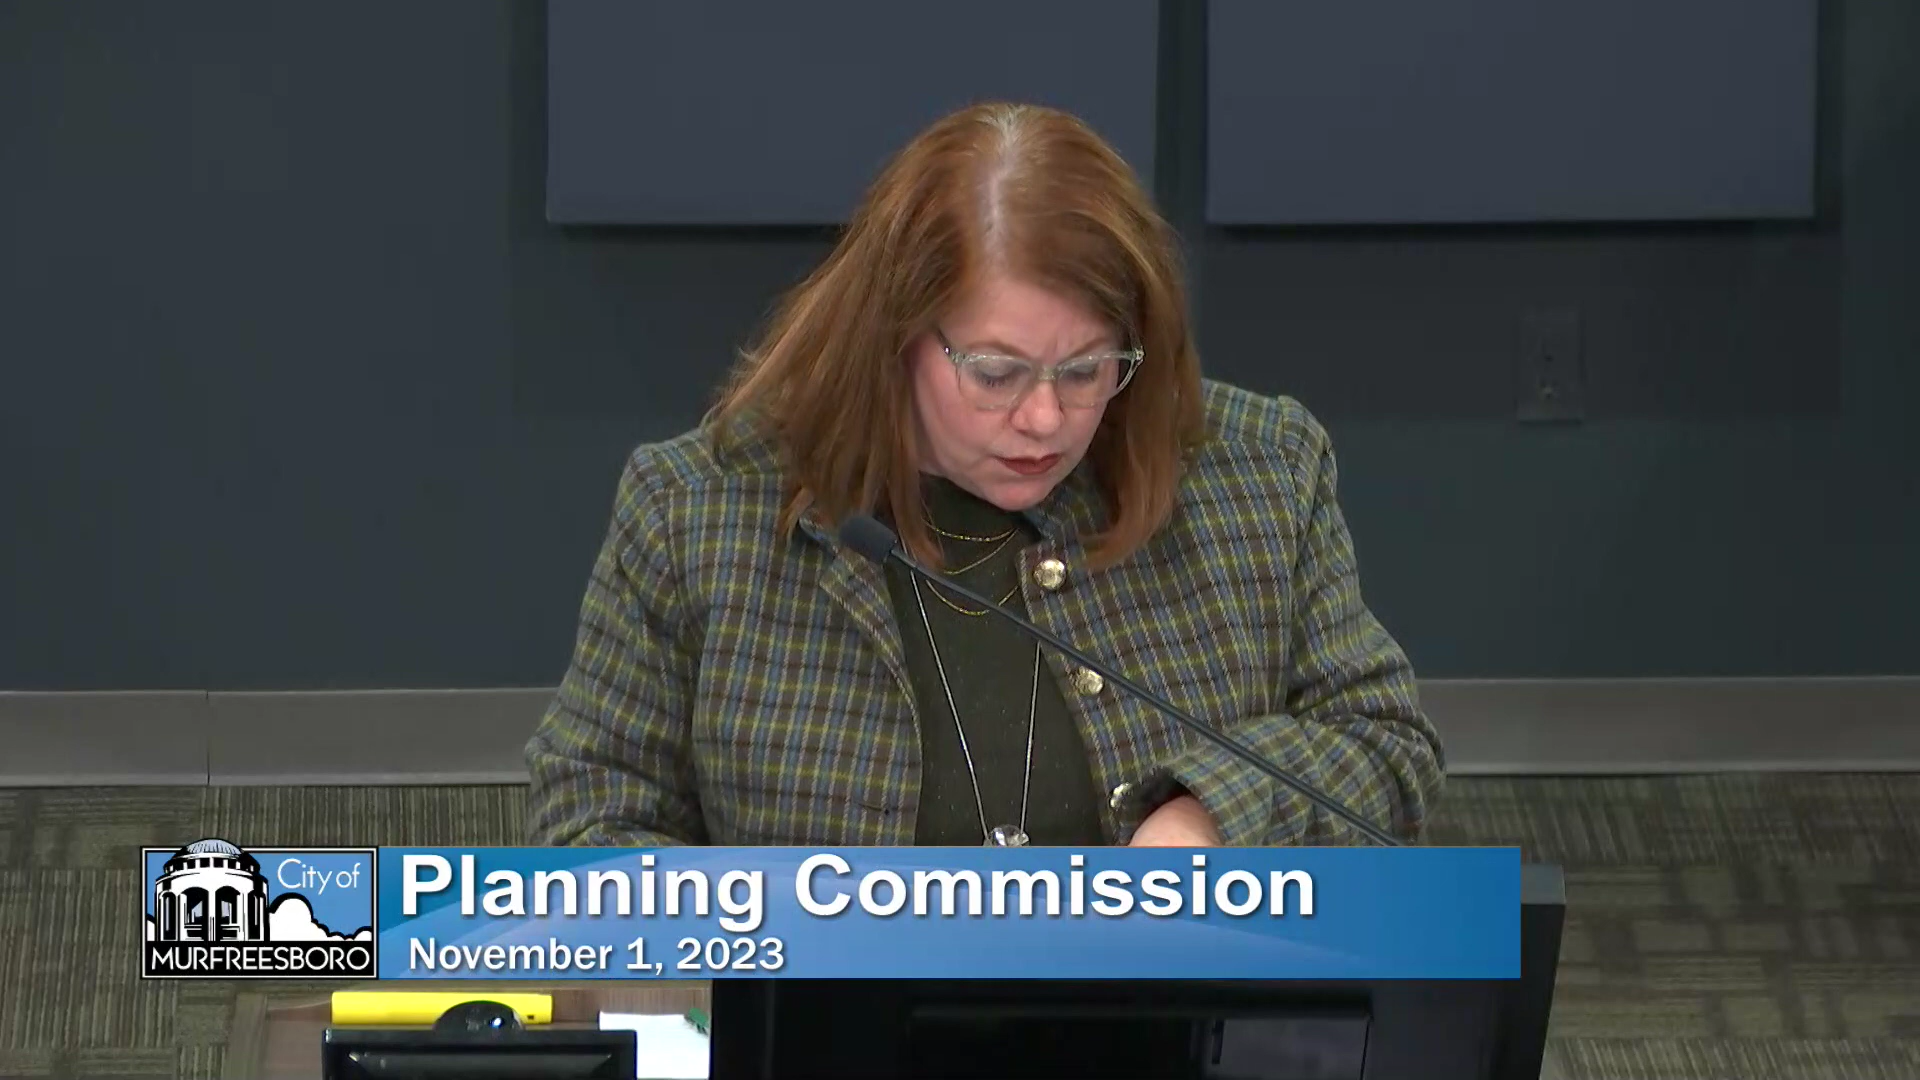 City of
MURFREESBORO
Planning Commission
November 1, 2023